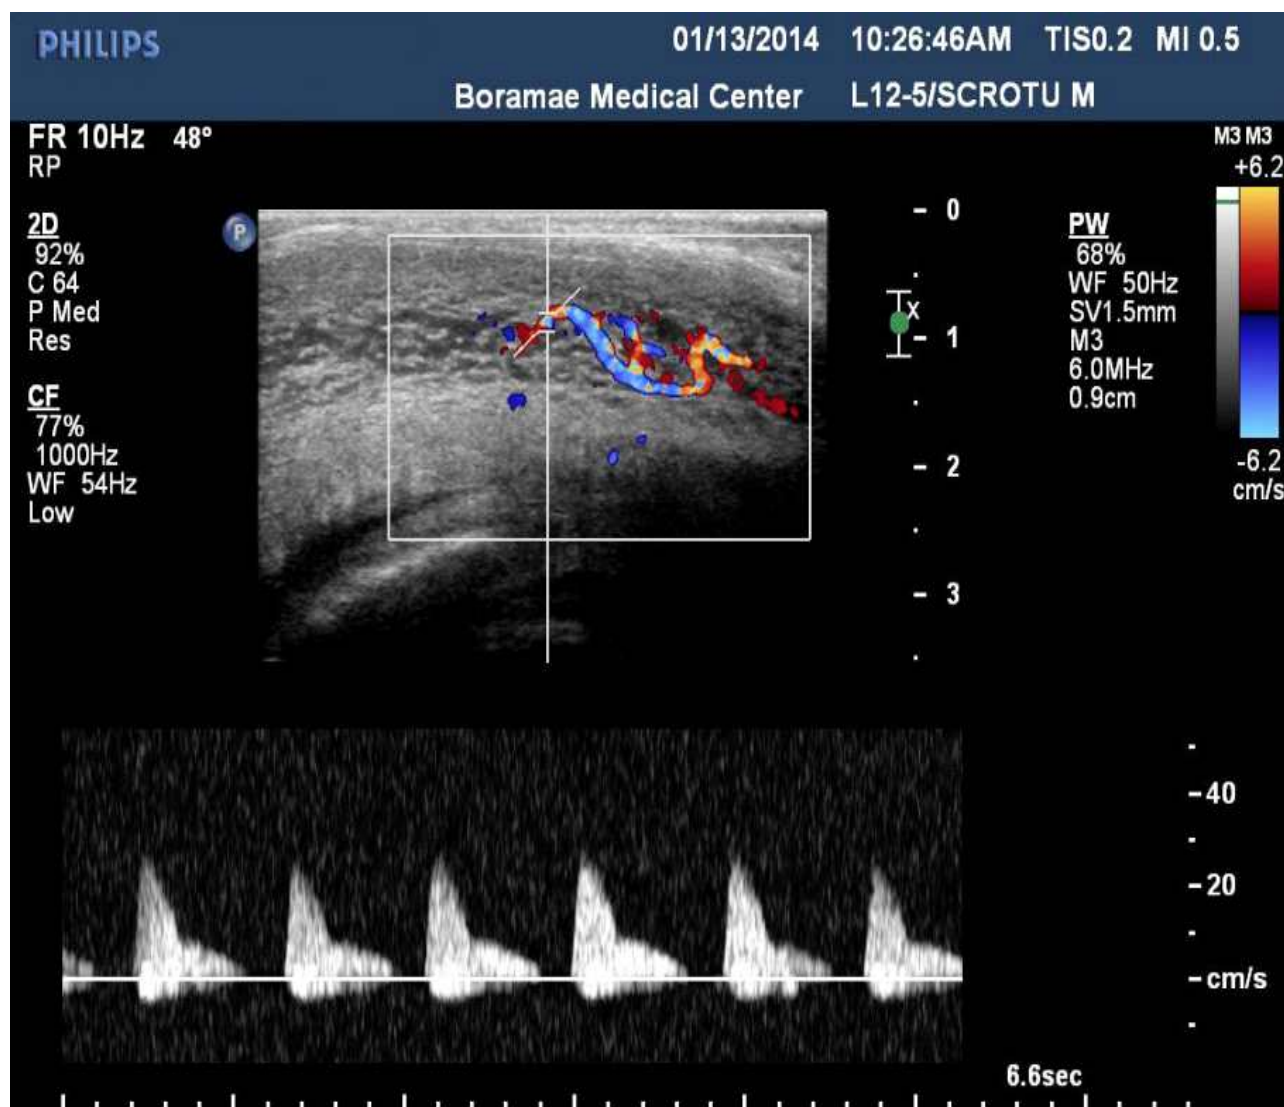 PHILIPS 01/13/2014 10:26:46AM TIS0.2 MI 0.5
Boramae Medical Center L12-5/SCROTU M
FR 10Hz 48°
RP
2D
92%
C 64
P Med
Res
CF
77%
1000Hz
WF 54Hz
Low
P
0
X
1
2
3
M3 M3
+6.2
PW
68%
WF 50Hz
SV1.5mm
M3
6.0MHz
0.9cm
-6.2
cm/s
40
20
cm/s
6.6sec